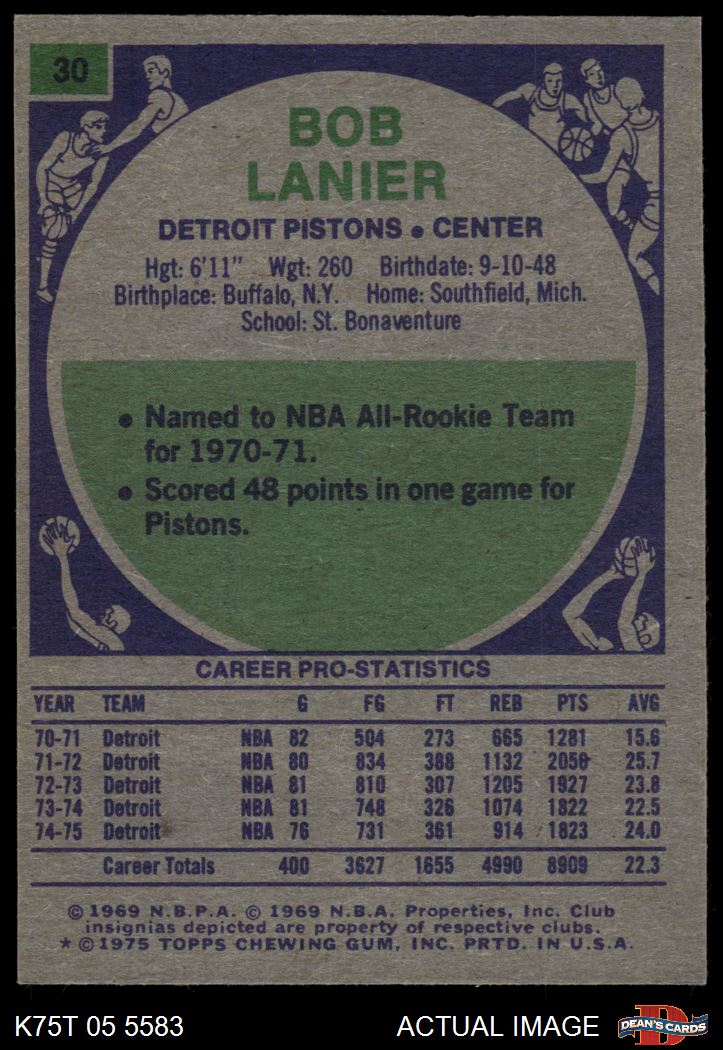 30
BOB
LANIER
DETROIT PISTONS • CENTER
Hgt: 6'11" Wgt: 260 Birthdate: 9-10-48
Birthplace: Buffalo, N.Y. Home: Southfield, Mich.
School: St. Bonaventure
• Named to NBA All-Rookie Team
for 1970-71.
• Scored 48 points in one game for
Pistons.
CAREER PRO-STATISTICS
YEAR TEAM G FG FT REB PTS AVG
70-71 Detroit NBA 82 504 273 665 1281 15.6
71-72 Detroit NBA 80 834 388 1132 2056 25.7
72-73 Detroit NBA 81 810 307 1205 1927 23.8
73-74 Detroit NBA 81 748 326 1074 1822 22.5
74-75 Detroit NBA 76 731 361 914 1823 24.0
Career Totals 400 3627 1655 4990 8909 22.3
© 1969 N.B.P.A. © 1969 N.B.A. Properties, Inc. Club
insignias depicted are property of respective clubs.
* © 1975 TOPPS CHEWING GUM, INC. PRTD. IN U.S.A.
K75T 05 5583 ACTUAL IMAGE
D
DEAN'S CARDS